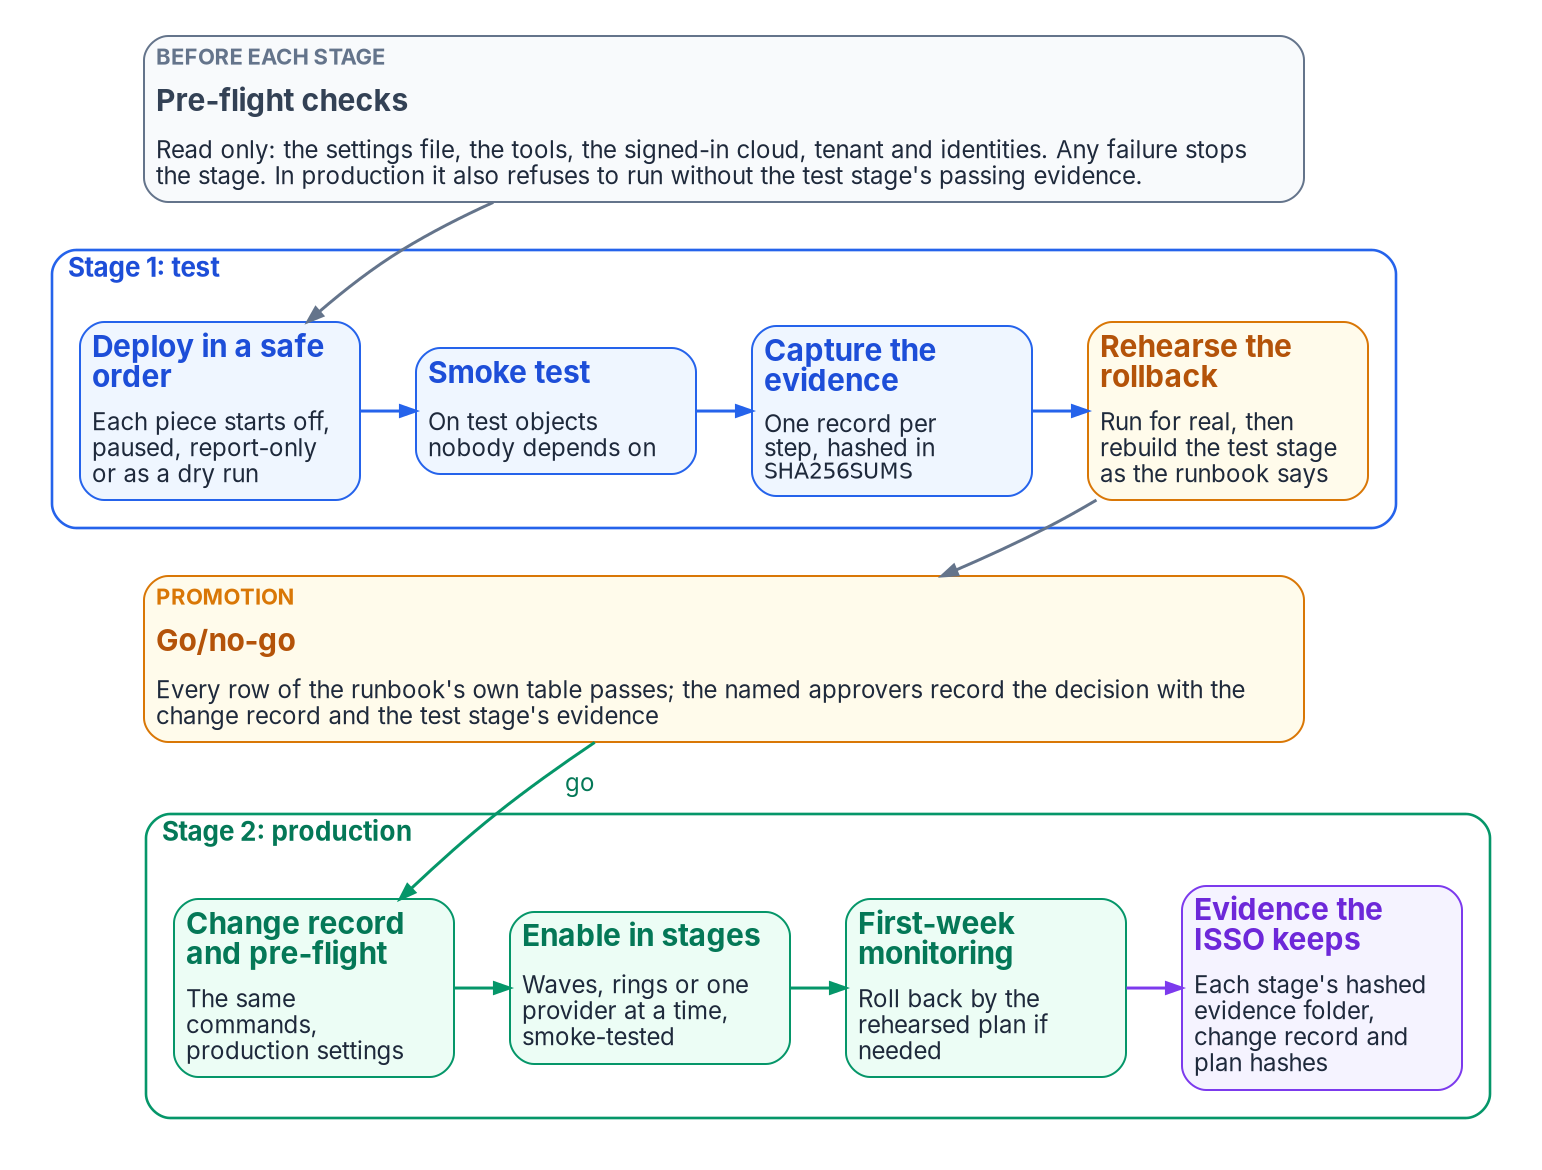 BEFORE EACH STAGE
Pre-flight checks
Read only: the settings file, the tools, the signed-in cloud, tenant and identities. Any failure stops
the stage. In production it also refuses to run without the test stage's passing evidence.
Stage 1: test
Deploy in a safe
order
Each piece starts off,
paused, report-only
or as a dry run
Smoke test
On test objects
nobody depends on
Capture the
evidence
One record per
step, hashed in
SHA256SUMS
Rehearse the
rollback
Run for real, then
rebuild the test stage
as the runbook says
PROMOTION
Go/no-go
Every row of the runbook's own table passes; the named approvers record the decision with the
change record and the test stage's evidence
go
Stage 2: production
Change record
and pre-flight
The same
commands,
production settings
Enable in stages
Waves, rings or one
provider at a time,
smoke-tested
First-week
monitoring
Roll back by the
rehearsed plan if
needed
Evidence the
ISSO keeps
Each stage's hashed
evidence folder,
change record and
plan hashes